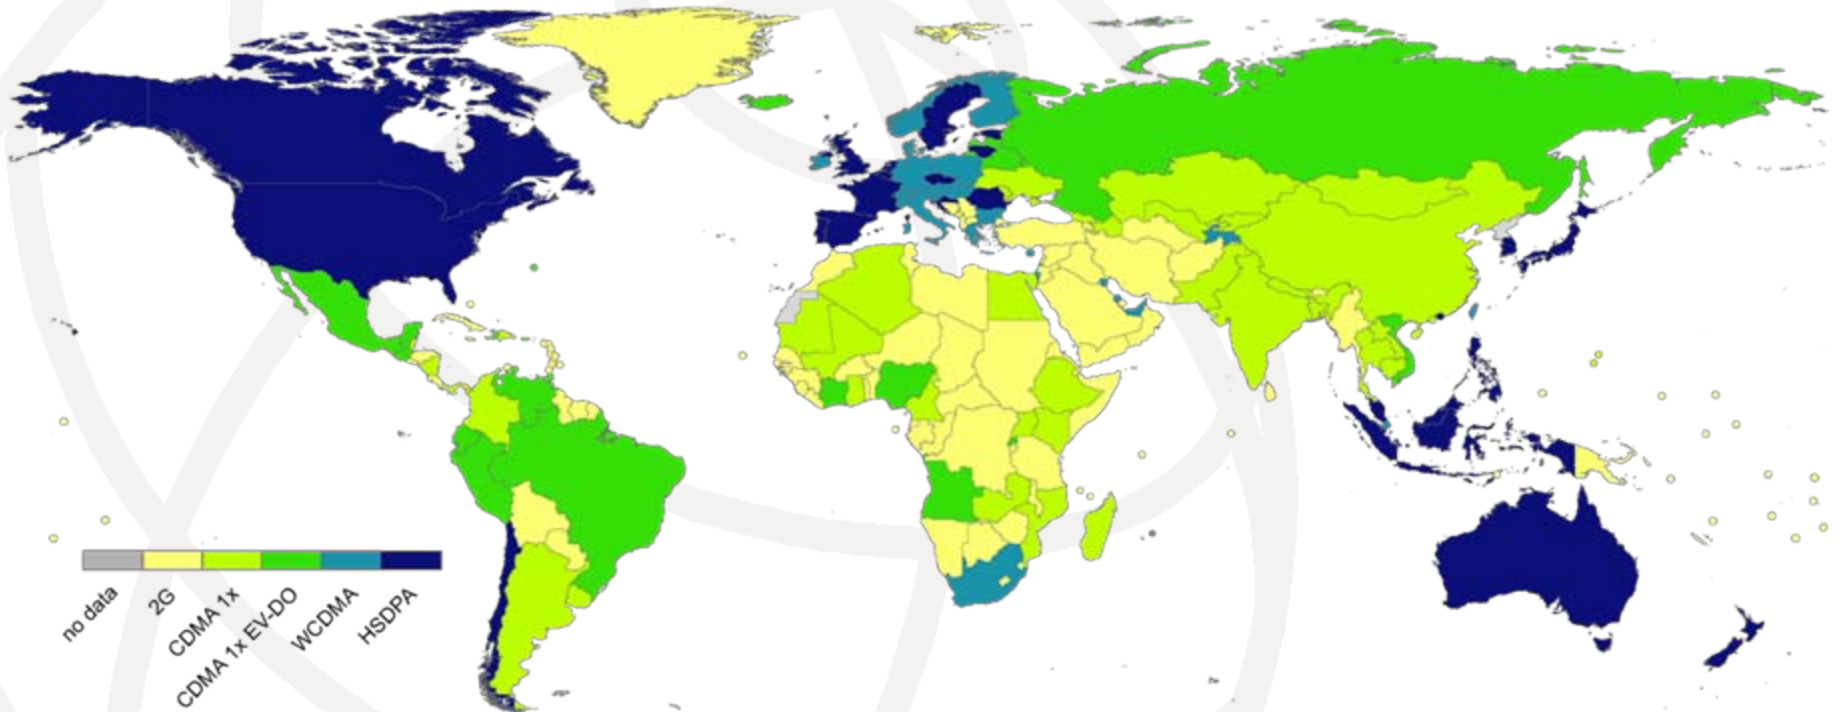 no data
2G
CDMA 1x
CDMA 1x EV-DO
WCDMA
HSDPA